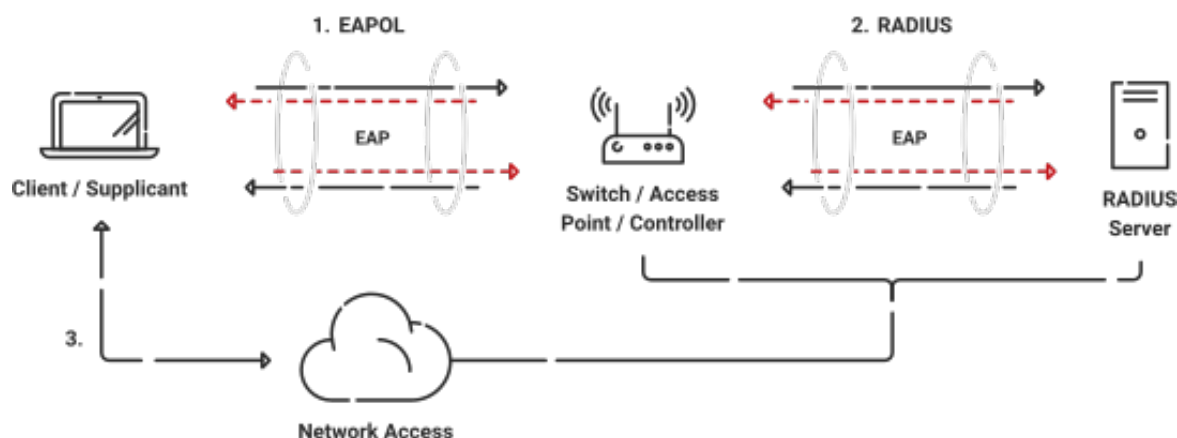 1. EAPOL
2. RADIUS
EAP
EAP
Client / Supplicant
Switch / Access
Point / Controller
RADIUS
Server
3.
Network Access